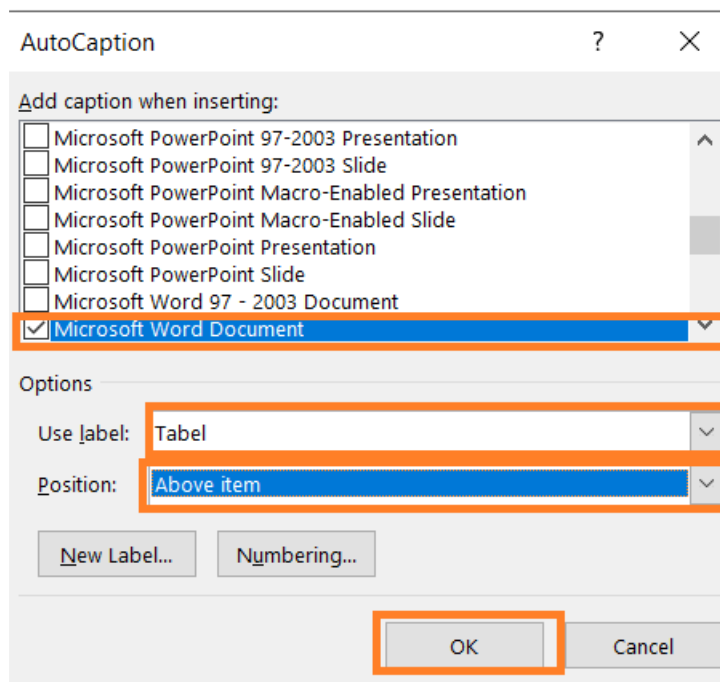 AutoCaption ?
Add caption when inserting:
Microsoft PowerPoint 97-2003 Presentation
Microsoft PowerPoint 97-2003 Slide
Microsoft PowerPoint Macro-Enabled Presentation
Microsoft PowerPoint Macro-Enabled Slide
Microsoft PowerPoint Presentation
Microsoft PowerPoint Slide
Microsoft Word 97 - 2003 Document
Microsoft Word Document
Options
Use label: Tabel
Position: Above item
New Label... Numbering...
OK Cancel